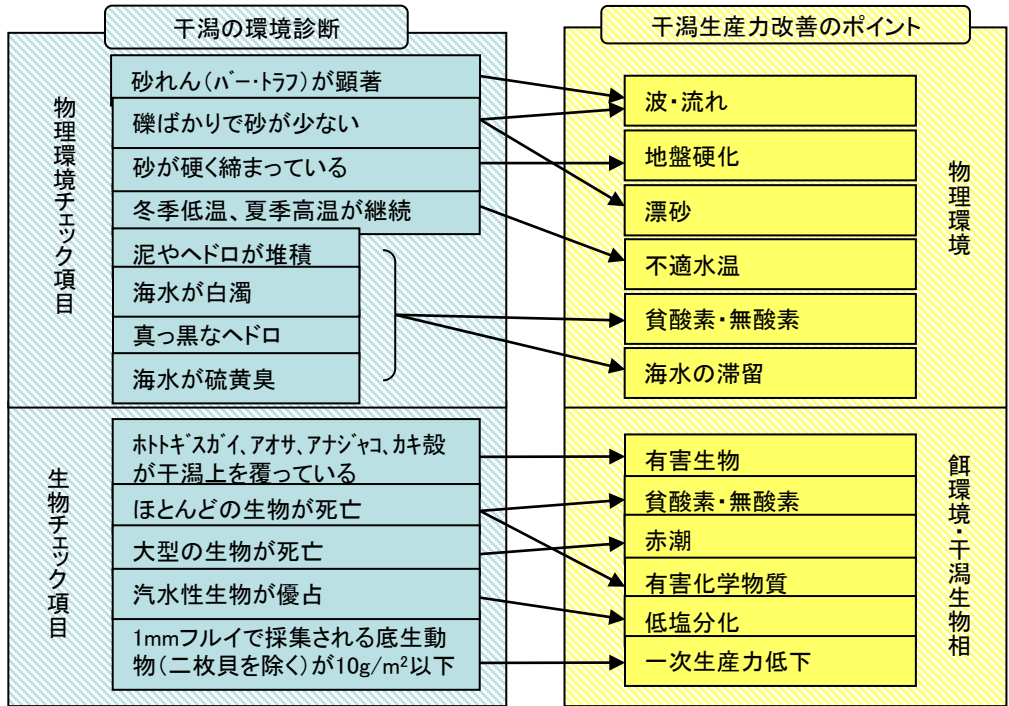 干潟の環境診断
物理環境チェック項目
砂れん(ﾊﾞｰ・ﾄﾗﾌ)が顕著
礫ばかりで砂が少ない
砂が硬く締まっている
冬季低温、夏季高温が継続
泥やヘドロが堆積
海水が白濁
真っ黒なヘドロ
海水が硫黄臭
生物チェック項目
ﾎﾄﾄｷﾞｽｶﾞｲ、アオサ、アナジャコ、カキ殻
が干潟上を覆っている
ほとんどの生物が死亡
大型の生物が死亡
汽水性生物が優占
1mmフルイで採集される底生動
物(二枚貝を除く)が10g/m²以下
干潟生産力改善のポイント
波・流れ
地盤硬化
漂砂
不適水温
貧酸素・無酸素
海水の滞留
物理環境
有害生物
貧酸素・無酸素
赤潮
有害化学物質
低塩分化
一次生産力低下
餌環境・干潟生物相